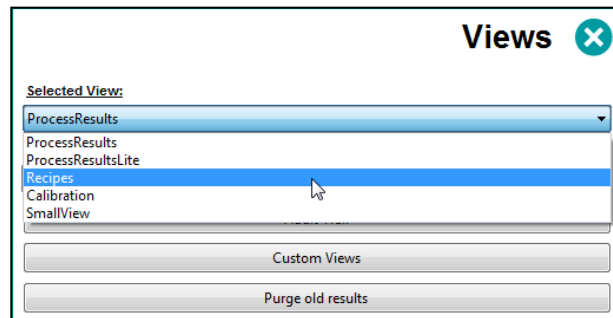 Views
Selected View:
ProcessResults
ProcessResults
ProcessResultsLite
Recipes
Calibration
SmallView
Custom Views
Purge old results